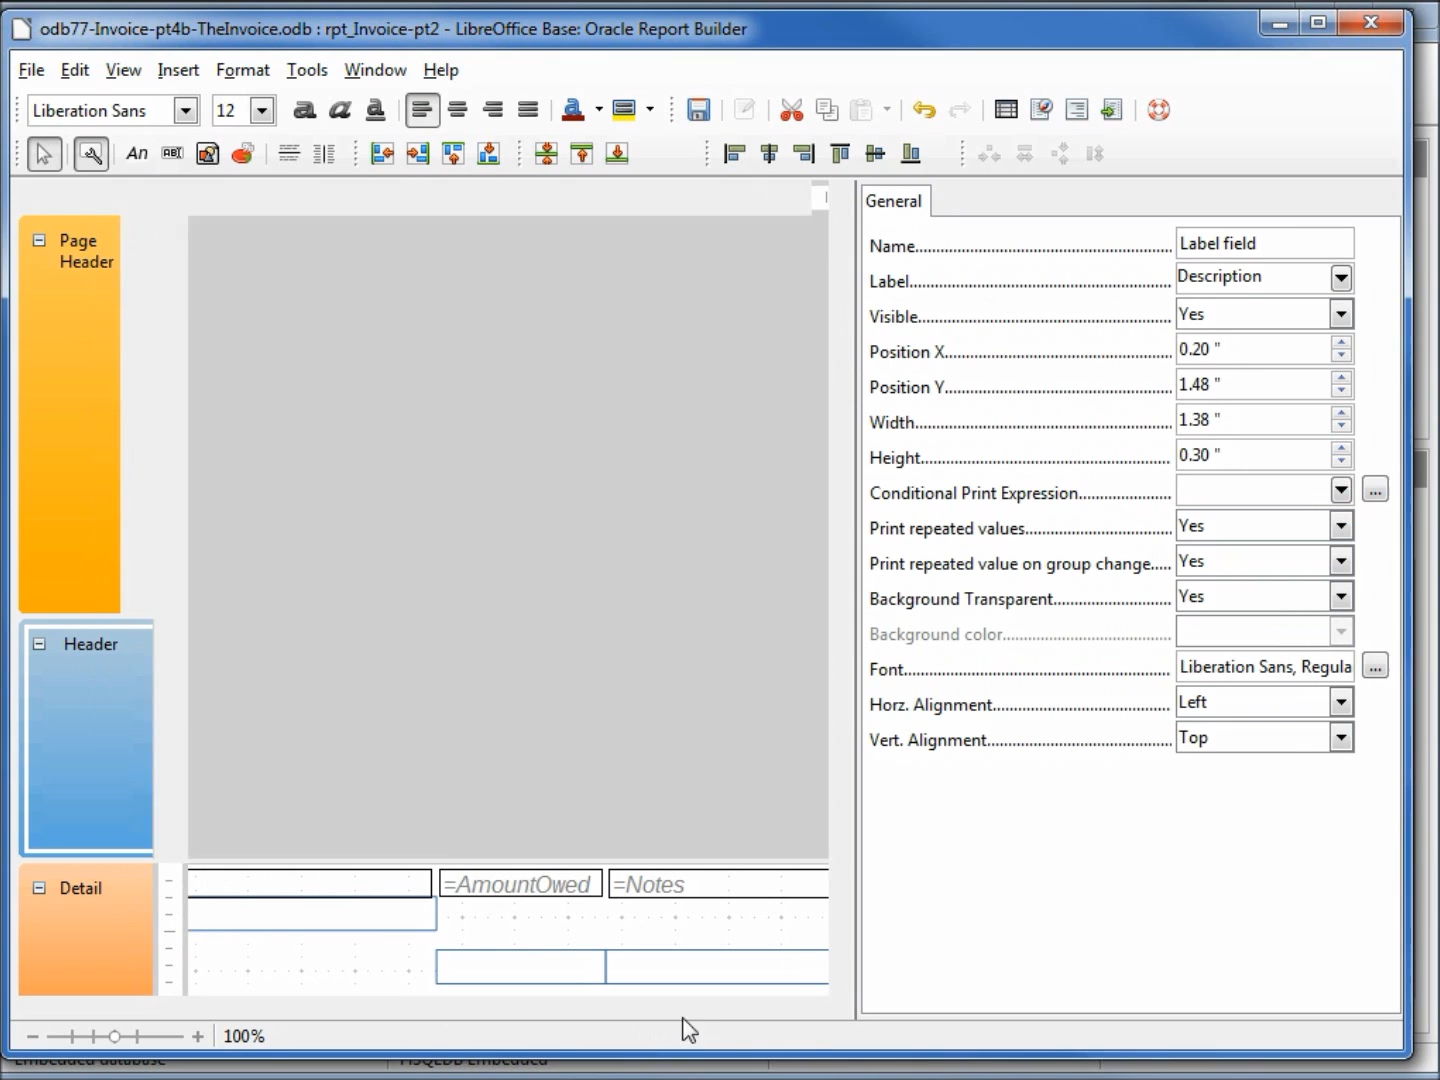 odb77-Invoice-pt4b-TheInvoice.odb : rpt_Invoice-pt2 - LibreOffice Base: Oracle Report Builder
File Edit View Insert Format Tools Window Help
Liberation Sans 12
An ABI
General
Page
Header
Name Label field
Label Description
Visible Yes
Position X 0.20 "
Position Y 1.48 "
Width 1.38 "
Height 0.30 "
Conditional Print Expression ...
Print repeated values Yes
Print repeated value on group change Yes
Background Transparent Yes
Background color
Font Liberation Sans, Regula ...
Horz. Alignment Left
Vert. Alignment Top
Header
Detail
=AmountOwed =Notes
100%